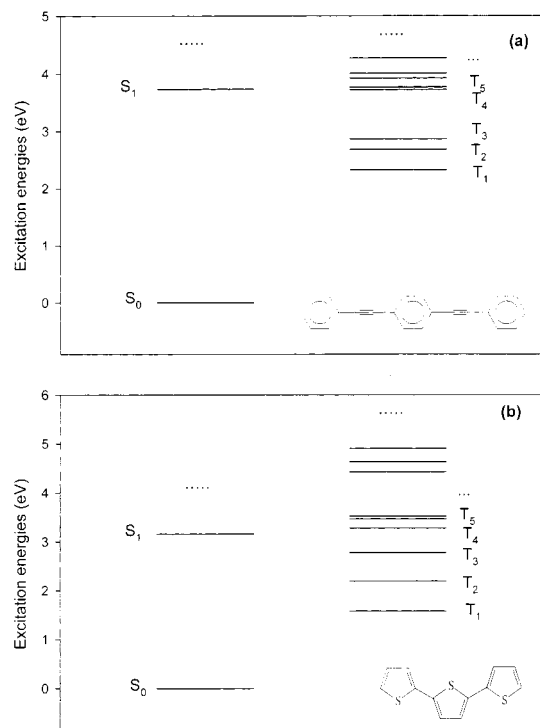 5
4
3
2
1
0
Excitation energies (eV)
.....
.....
(a)
S1
...
T5
T4
T3
T2
T1
S0
6
5
4
3
2
1
0
Excitation energies (eV)
.....
.....
(b)
S1
...
T5
T4
T3
T2
T1
S0
S
S
S